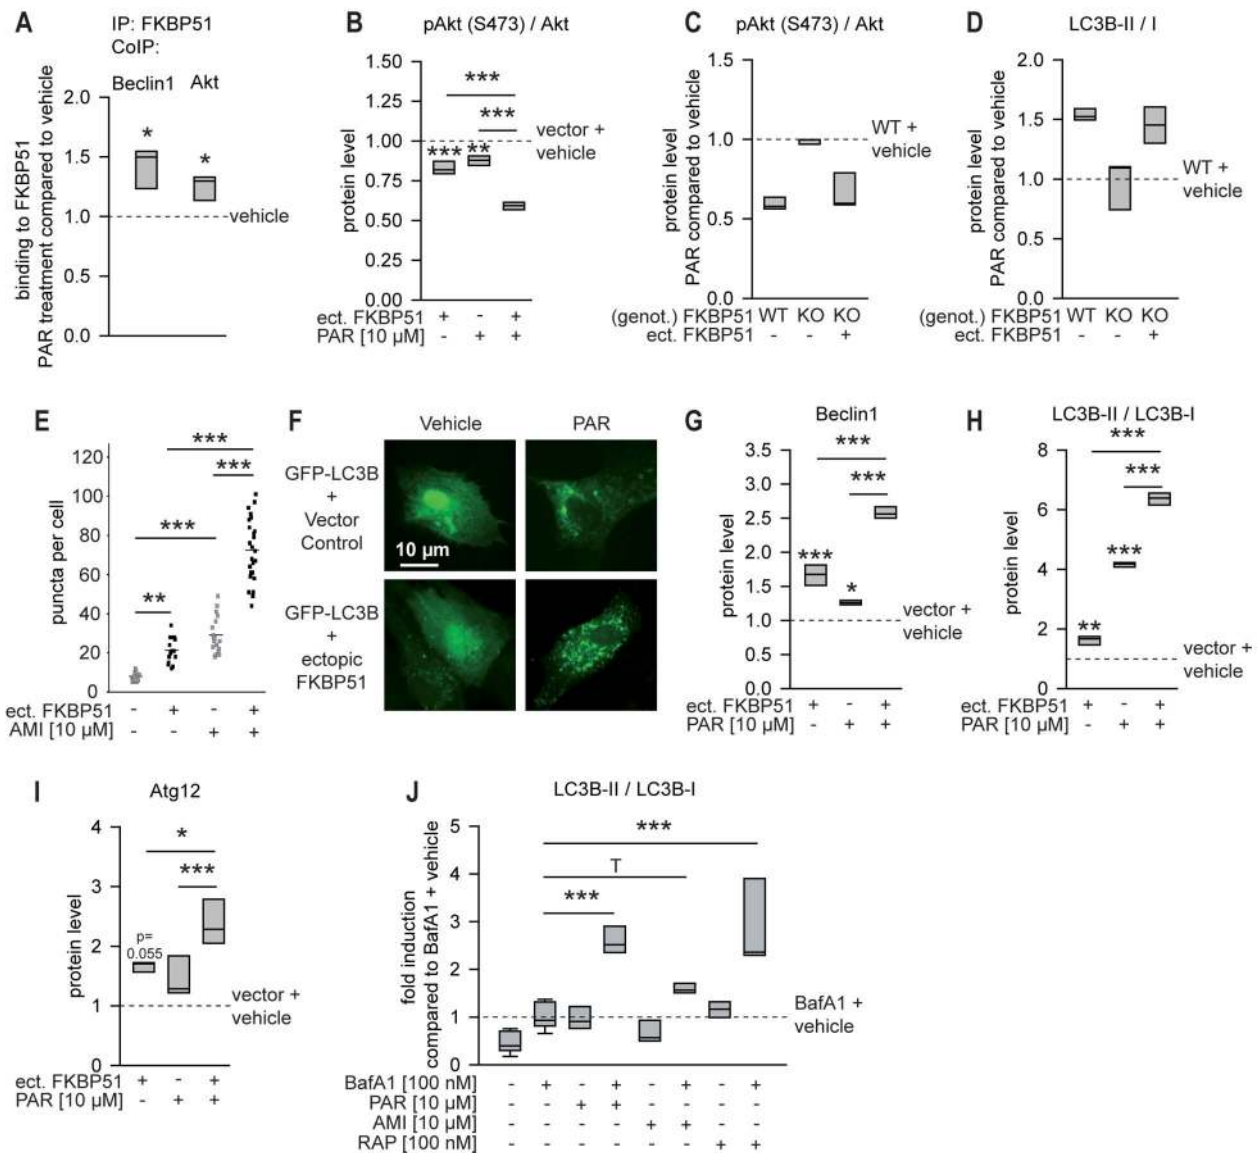 A
IP: FKBP51
CoIP:
Beclin1 Akt
binding to FKBP51
PAR treatment compared to vehicle
2.0
1.5
1.0
0.5
0.0
* *
vehicle
B
pAkt (S473) / Akt
protein level
1.50
1.25
1.00
0.75
0.50
0.25
0.00
***
***
*** **
vector +
vehicle
ect. FKBP51 + - +
PAR [10 µM] - + +
C
pAkt (S473) / Akt
protein level
PAR compared to vehicle
1.5
1.0
0.5
0.0
WT +
vehicle
(genot.) FKBP51 WT KO KO
ect. FKBP51 - - +
D
LC3B-II / I
protein level
PAR compared to vehicle
2.0
1.5
1.0
0.5
0.0
WT +
vehicle
(genot.) FKBP51 WT KO KO
ect. FKBP51 - - +
E
puncta per cell
120
100
80
60
40
20
0
***
***
***
**
ect. FKBP51 - + - +
AMI [10 µM] - - + +
F
Vehicle PAR
GFP-LC3B
+
Vector
Control
10 µm
GFP-LC3B
+
ectopic
FKBP51
G
Beclin1
protein level
3.5
3.0
2.5
2.0
1.5
1.0
0.5
0.0
***
***
***
*
vector +
vehicle
ect. FKBP51 + - +
PAR [10 µM] - + +
H
LC3B-II / LC3B-I
protein level
8
6
4
2
0
***
***
***
**
vector +
vehicle
ect. FKBP51 + - +
PAR [10 µM] - + +
I
Atg12
protein level
4
3
2
1
0
*
***
p=
0.055
vector +
vehicle
ect. FKBP51 + - +
PAR [10 µM] - + +
J
LC3B-II / LC3B-I
fold induction
compared to BafA1 + vehicle
5
4
3
2
1
0
***
T
***
BafA1 +
vehicle
BafA1 [100 nM] - + - + - + - +
PAR [10 µM] - - + + - - - -
AMI [10 µM] - - - - + + - -
RAP [100 nM] - - - - - - + +